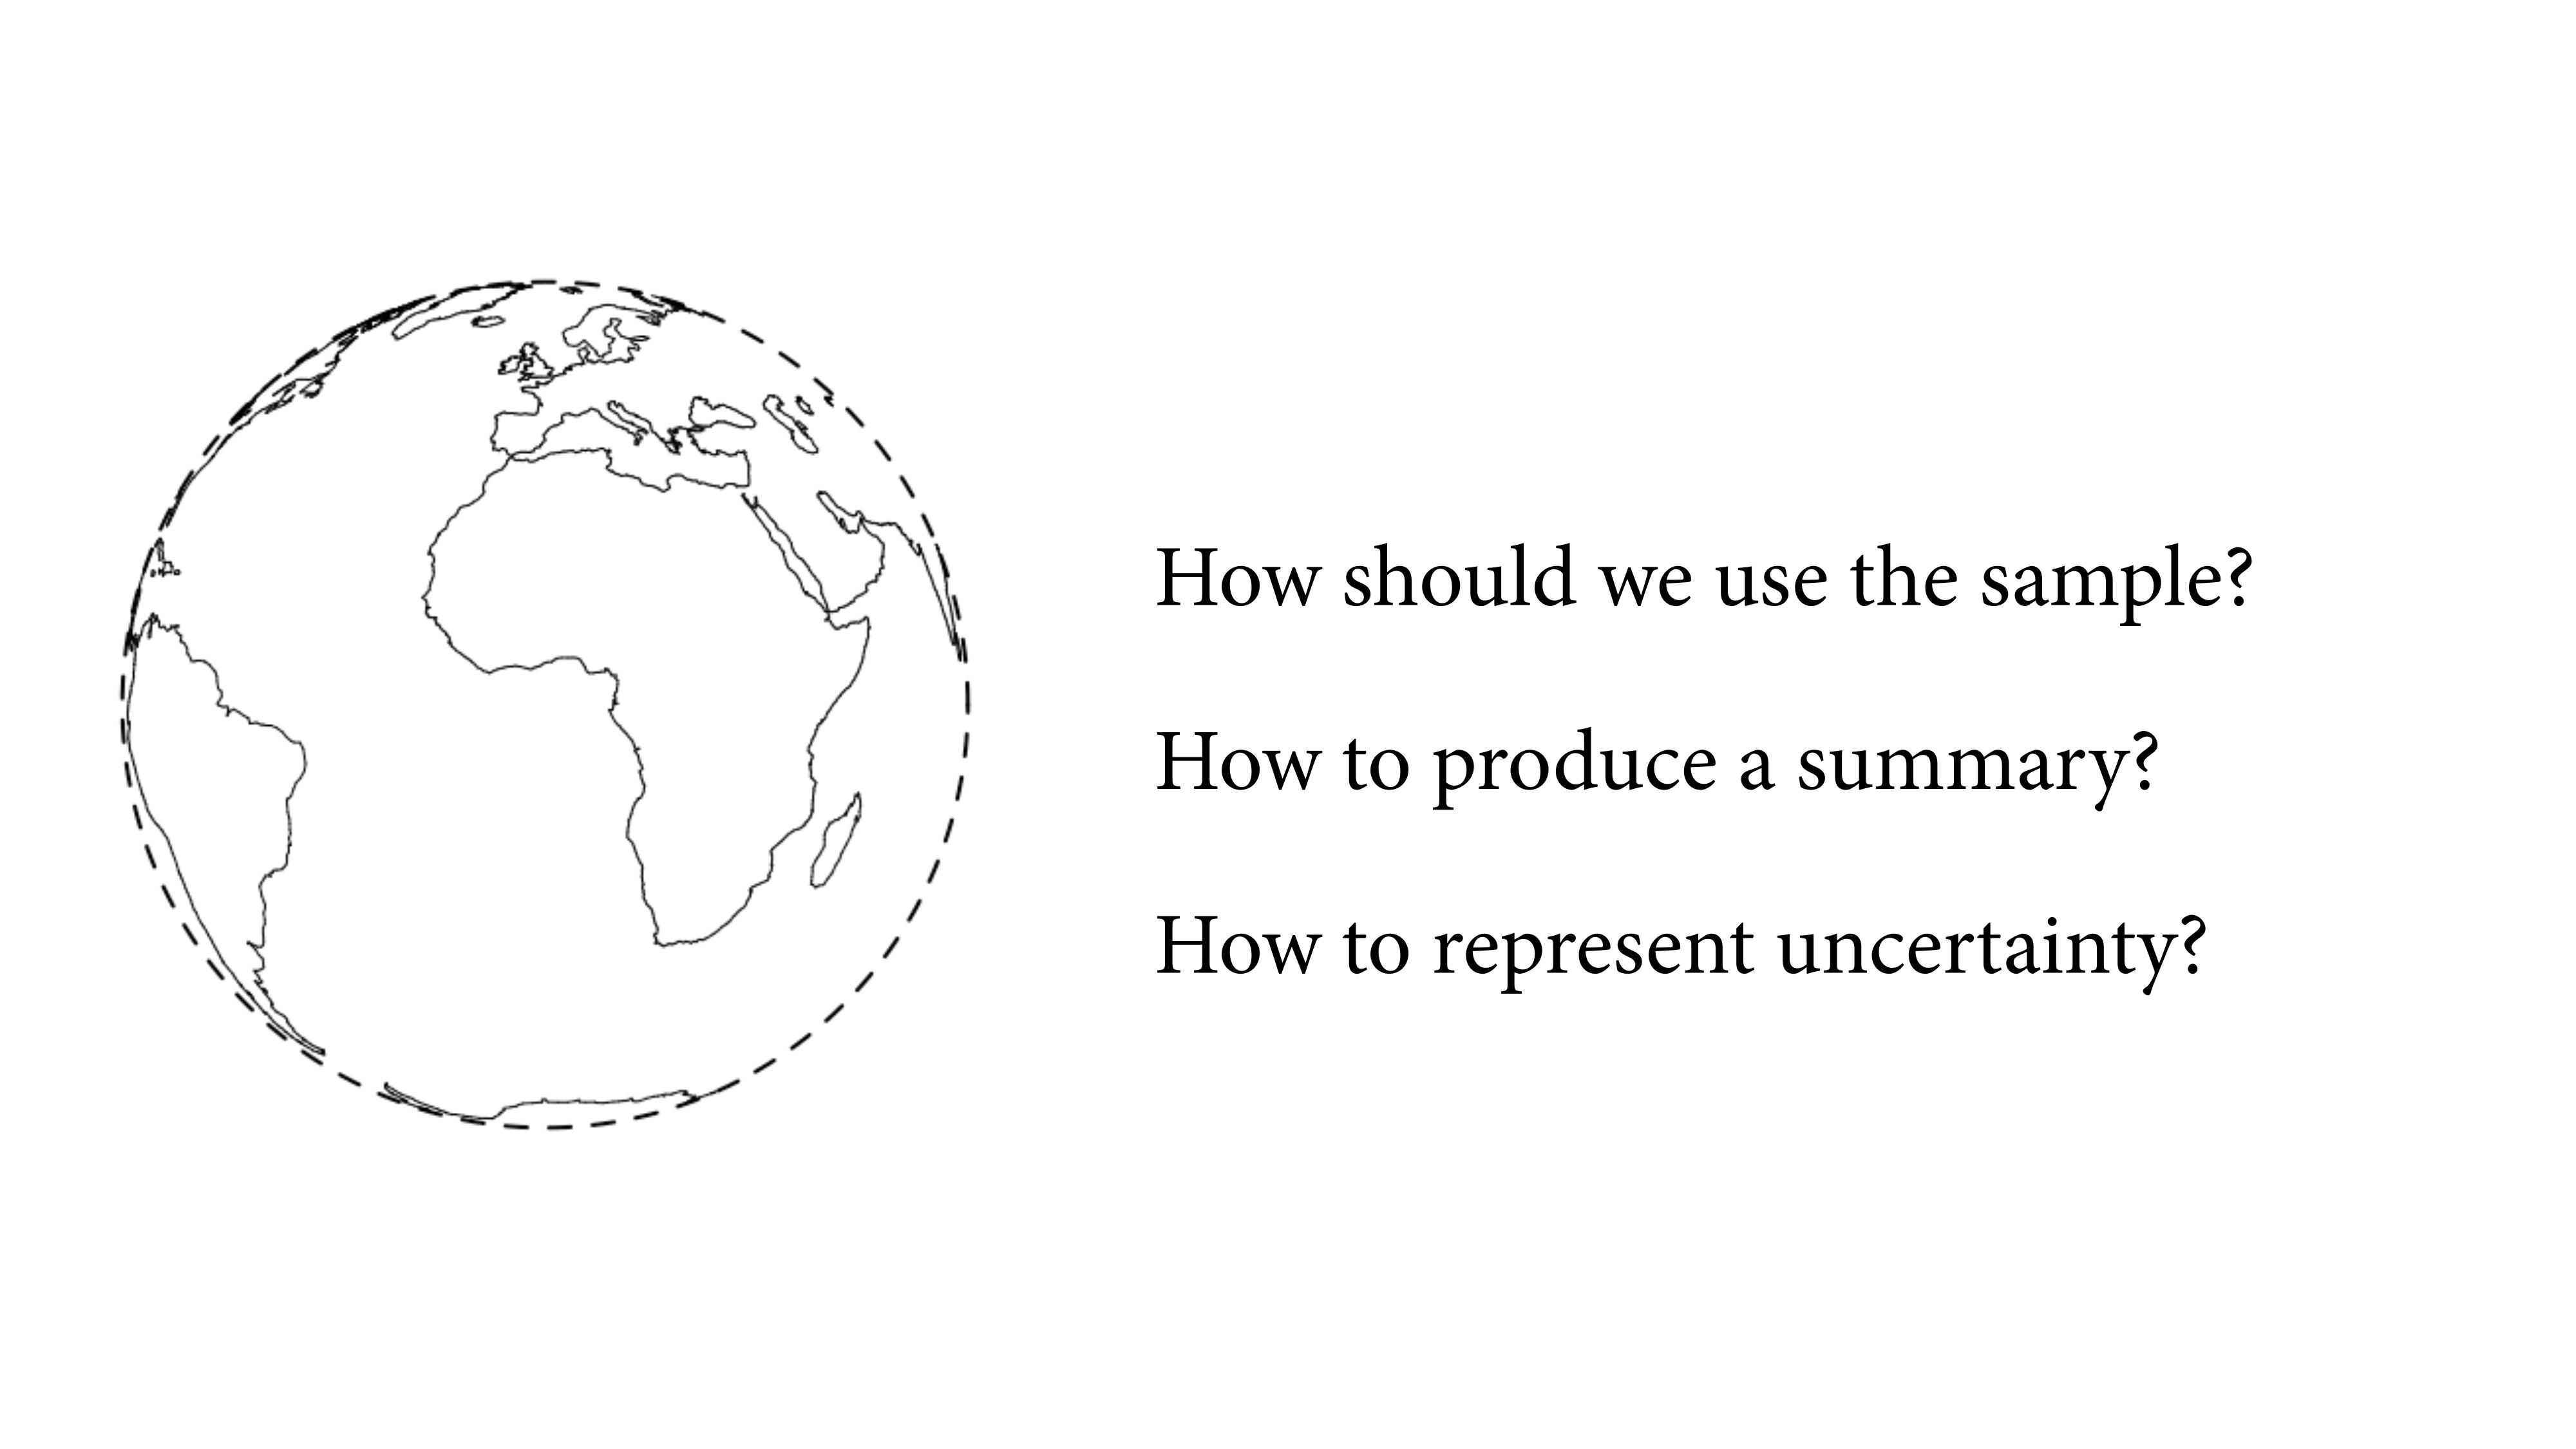 How should we use the sample?
How to produce a summary?
How to represent uncertainty?